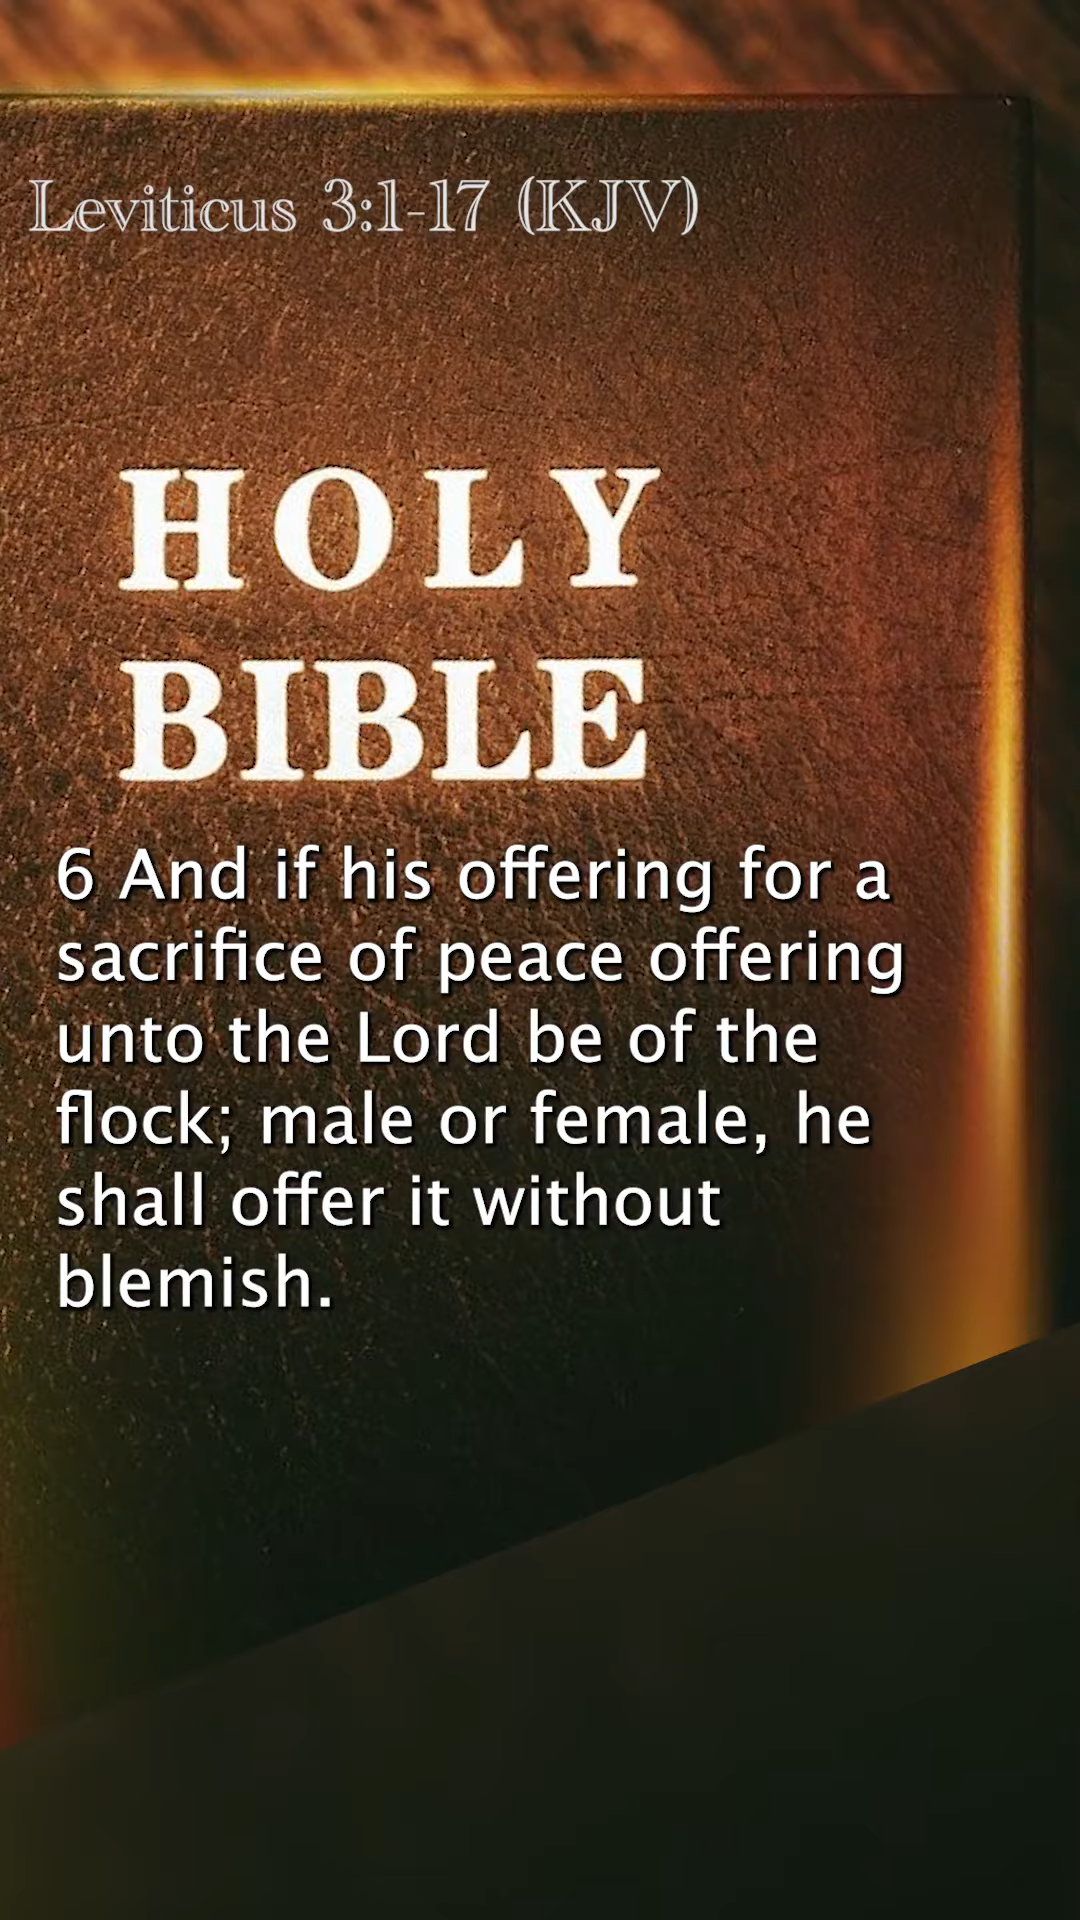 Leviticus 3:1-17 (KJV)
HOLY
BIBLE
6 And if his offering for a
sacrifice of peace offering
unto the Lord be of the
flock; male or female, he
shall offer it without
blemish.